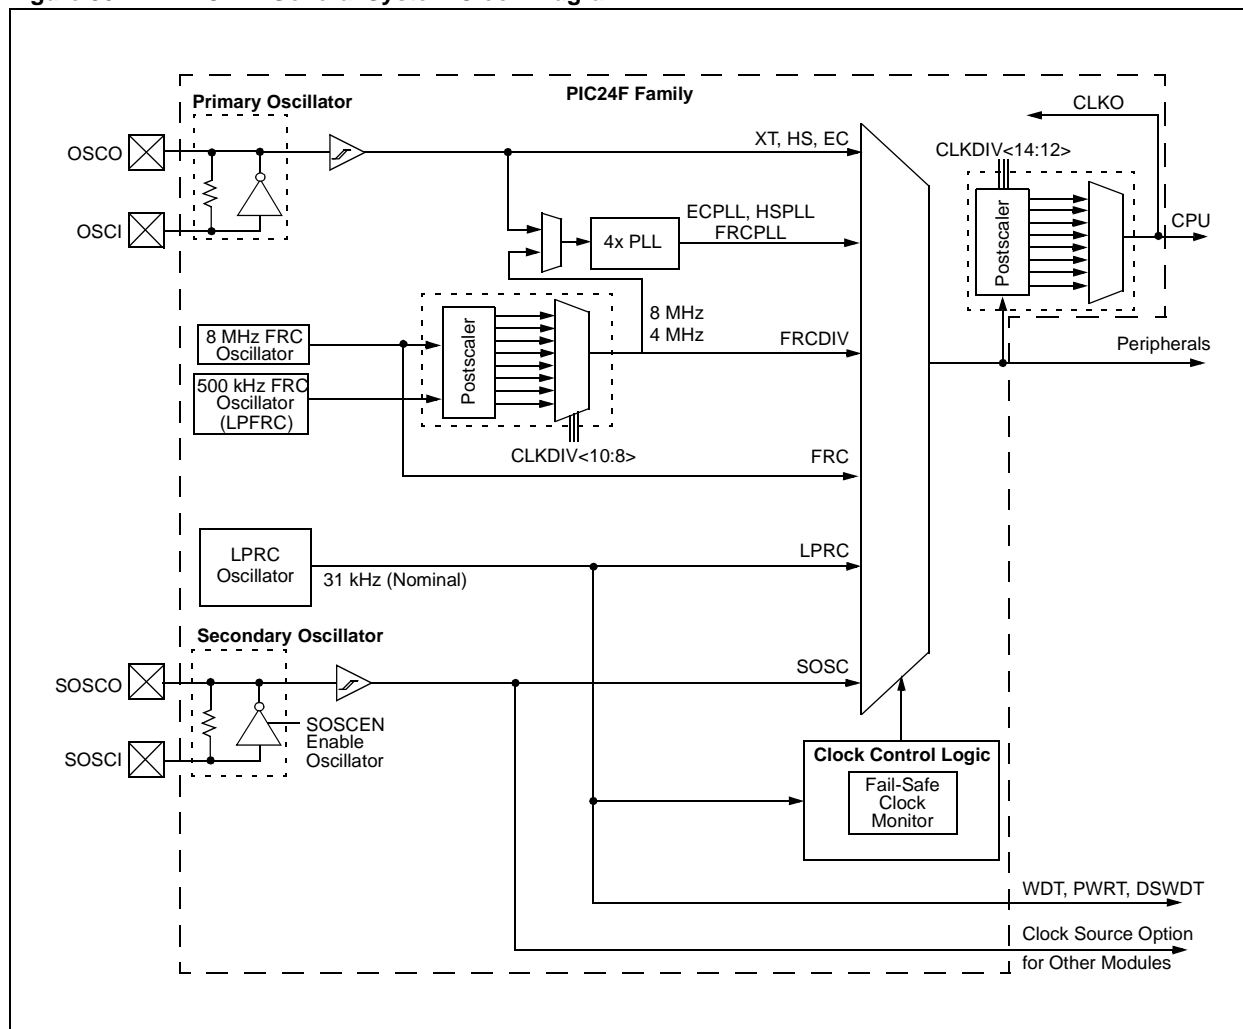 PIC24F Family
Primary Oscillator
CLKO
OSCO
XT, HS, EC
CLKDIV<14:12>
OSCI
4x PLL
ECPLL, HSPLL
FRCPLL
Postscaler
CPU
8 MHz FRC
Oscillator
500 kHz FRC
Oscillator
(LPFRC)
Postscaler
8 MHz
4 MHz
FRCDIV
Peripherals
CLKDIV<10:8>
FRC
LPRC
Oscillator
31 kHz (Nominal)
LPRC
Secondary Oscillator
SOSCO
SOSC
SOSCI
SOSCEN
Enable
Oscillator
Clock Control Logic
Fail-Safe
Clock
Monitor
WDT, PWRT, DSWDT
Clock Source Option
for Other Modules